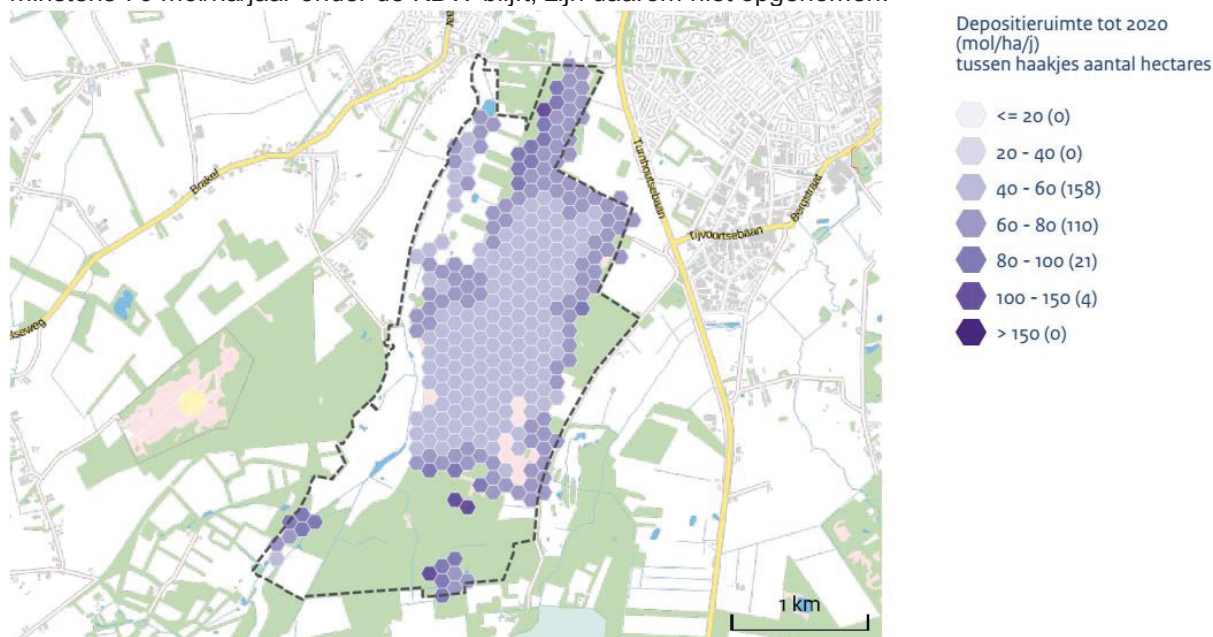 Depositieruimte tot 2020
(mol/ha/j)
tussen haakjes aantal hectares
<= 20 (0)
20 - 40 (0)
40 - 60 (158)
60 - 80 (110)
80 - 100 (21)
100 - 150 (4)
> 150 (0)
Brakel
Turnhoutsebaan
Bergstraat
Tijvoortsebaan
lseweg
1 km